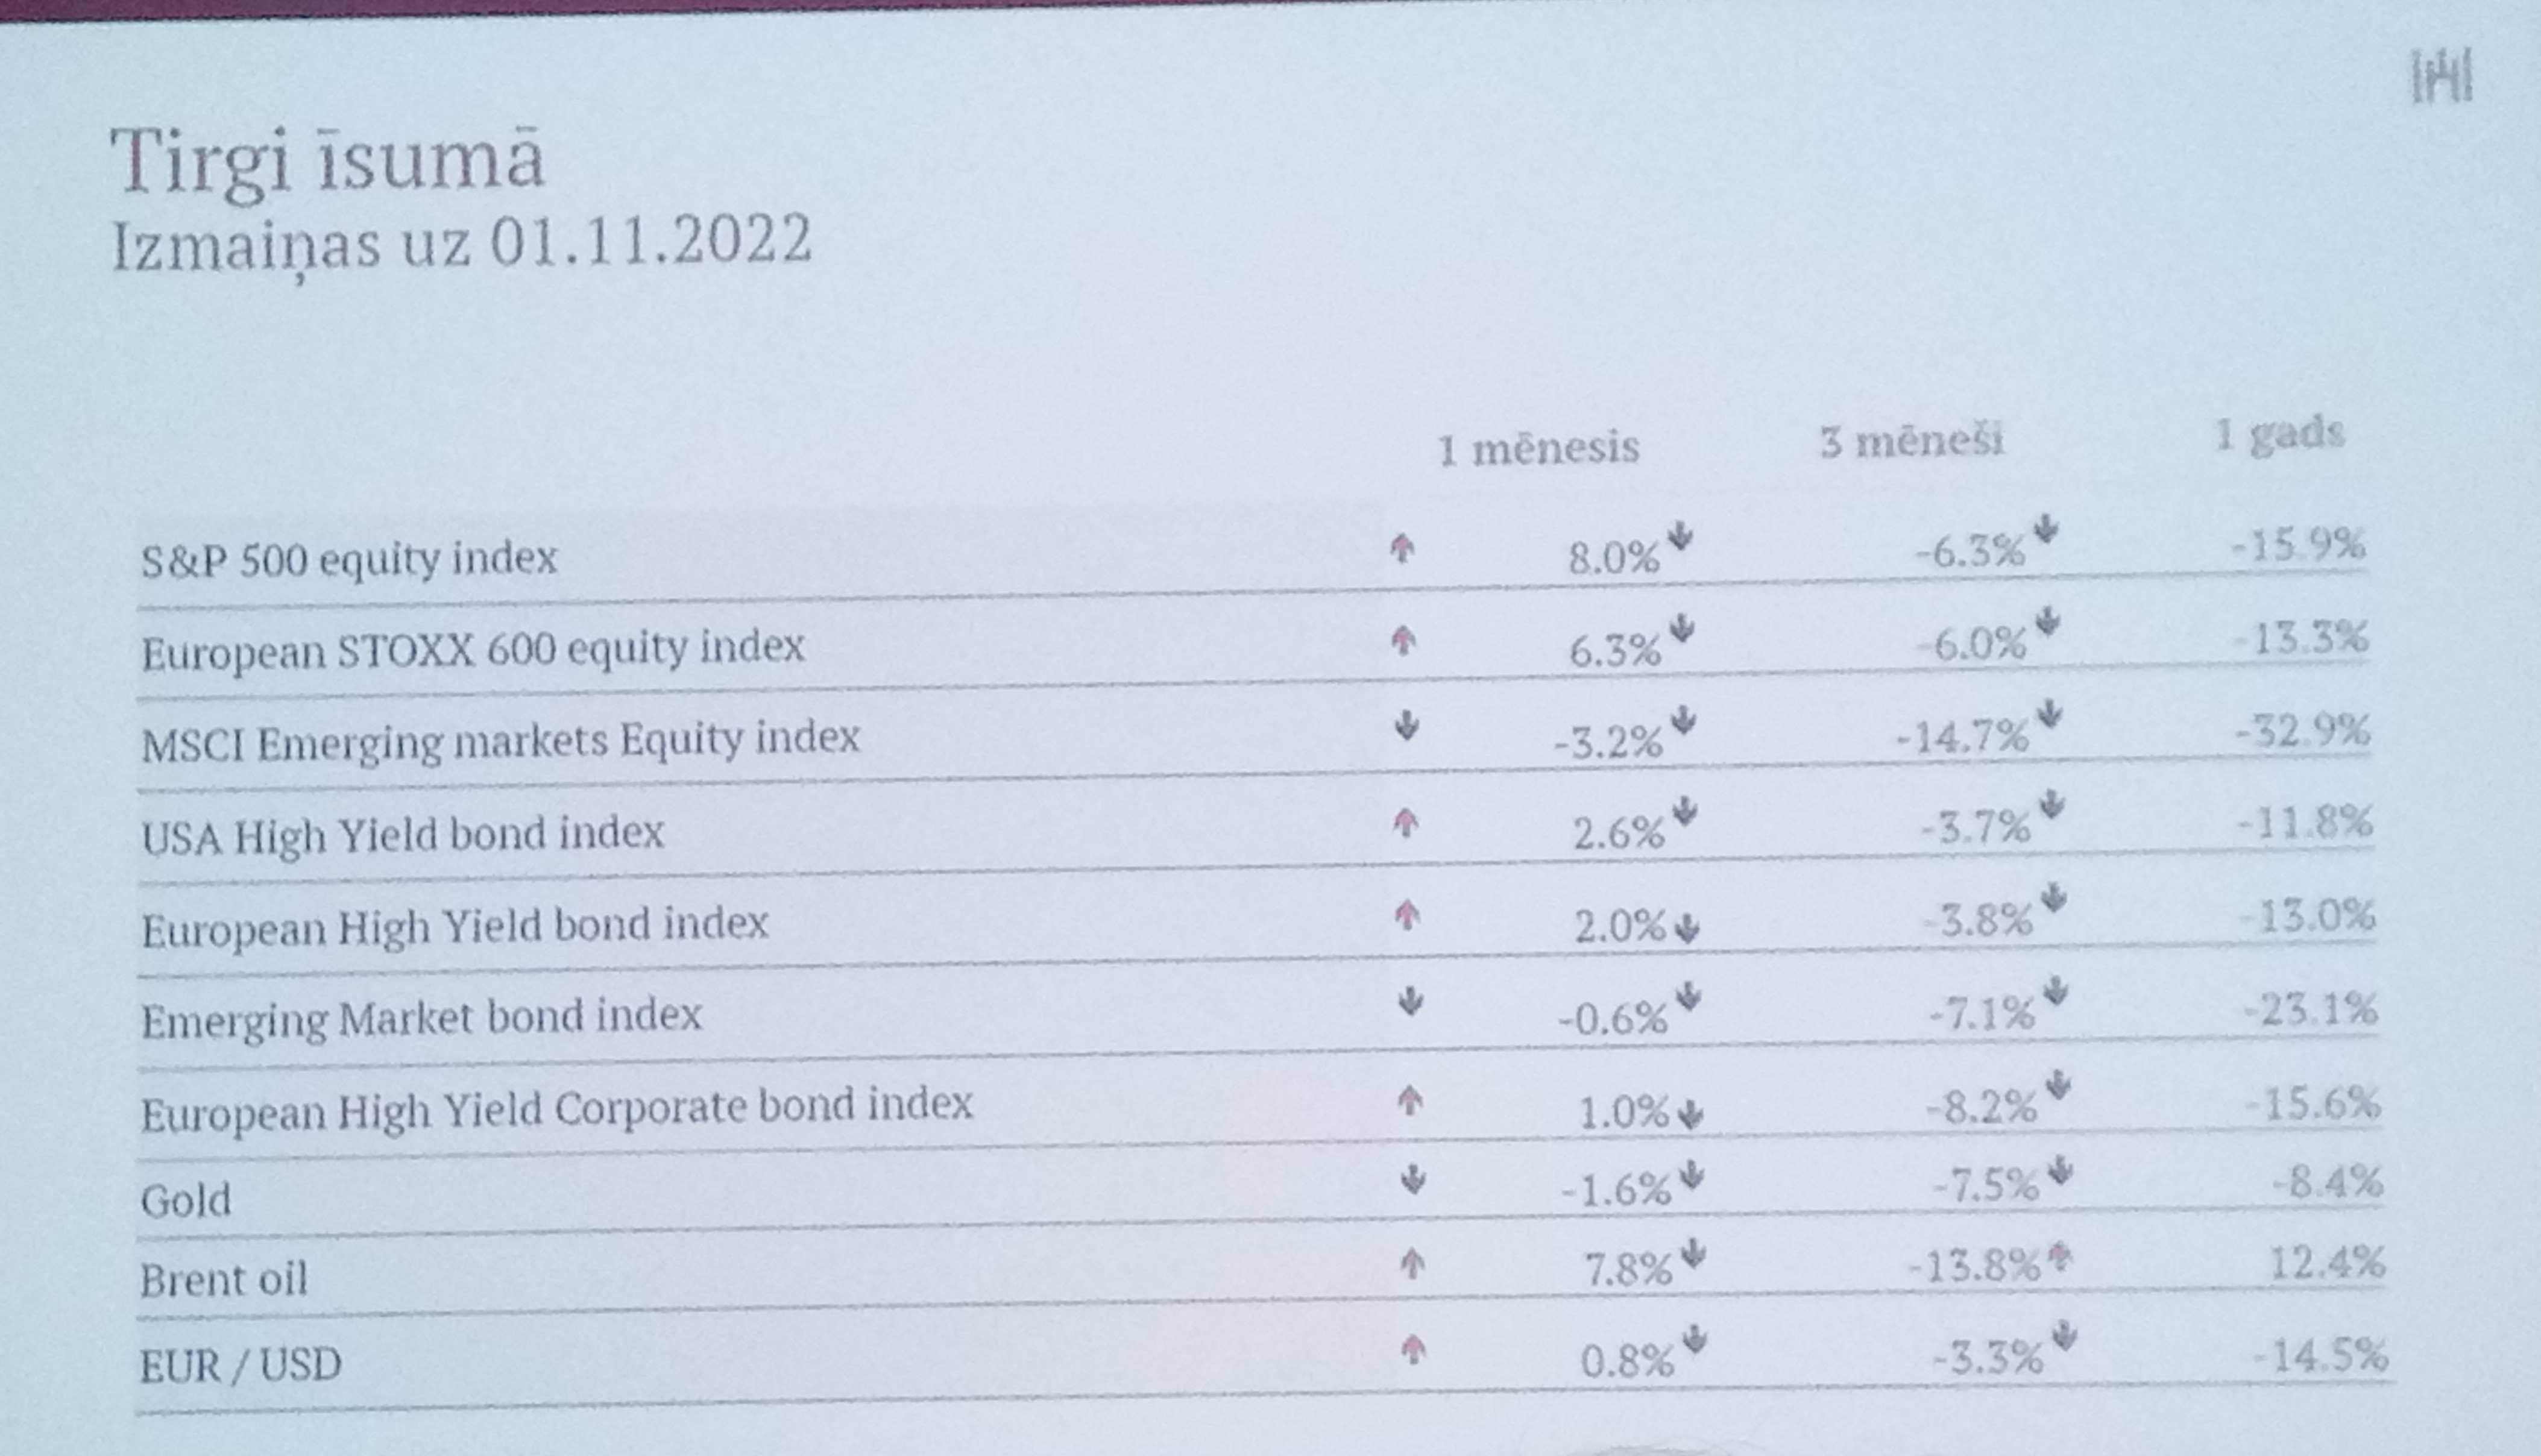 Tirgi īsumā
Izmaiņas uz 01.11.2022
1 mēnesis 3 mēneši 1 gads
S&P 500 equity index 8.0% -6.3% -15.9%
European STOXX 600 equity index 6.3% -6.0% -13.3%
MSCI Emerging markets Equity index -3.2% -14.7% -32.9%
USA High Yield bond index 2.6% -3.7% -11.8%
European High Yield bond index 2.0% -3.8% -13.0%
Emerging Market bond index -0.6% -7.1% -23.1%
European High Yield Corporate bond index 1.0% -8.2% -15.6%
Gold -1.6% -7.5% -8.4%
Brent oil 7.8% -13.8% 12.4%
EUR / USD 0.8% -3.3% -14.5%